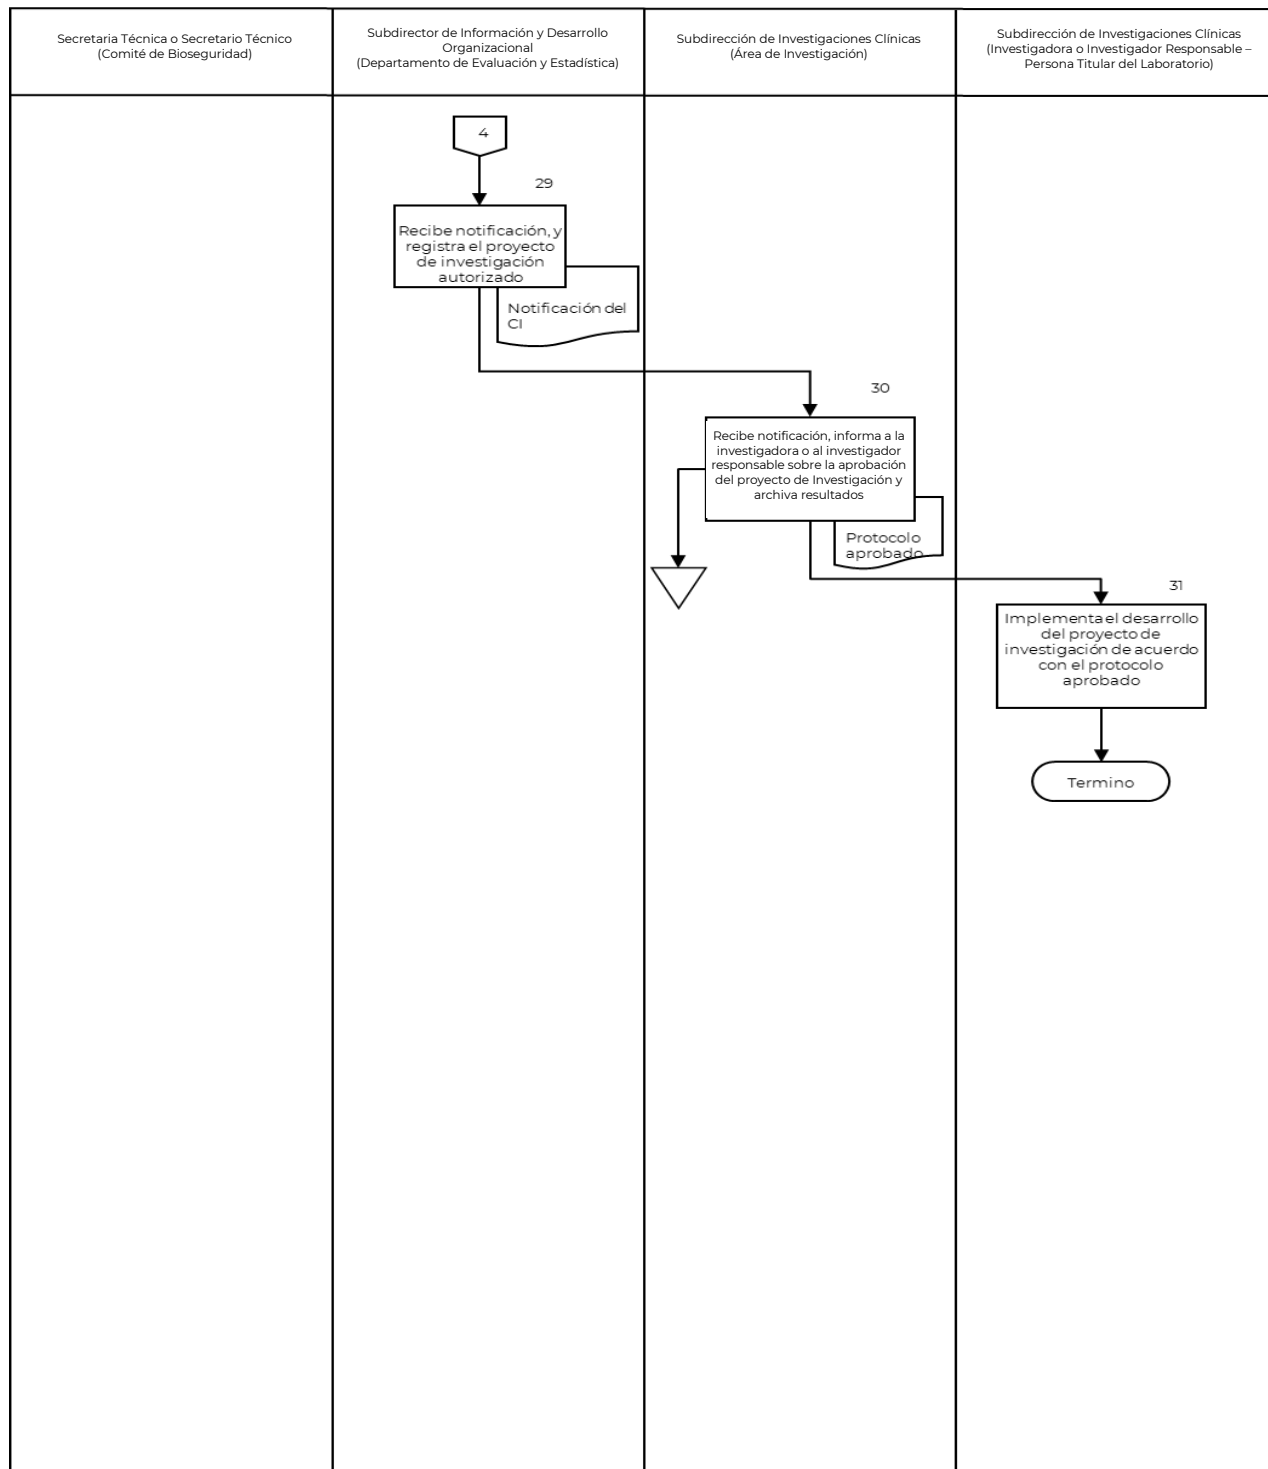 Secretaria Técnica o Secretario Técnico
(Comité de Bioseguridad)
Subdirector de Información y Desarrollo
Organizacional
(Departamento de Evaluación y Estadística)
Subdirección de Investigaciones Clínicas
(Área de Investigación)
Subdirección de Investigaciones Clínicas
(Investigadora o Investigador Responsable –
Persona Titular del Laboratorio)
4
29
Recibe notificación, y
registra el proyecto
de investigación
autorizado
Notificación del
CI
30
Recibe notificación, informa a la
investigadora o al investigador
responsable sobre la aprobación
del proyecto de Investigación y
archiva resultados
Protocolo
aprobado
31
Implementa el desarrollo
del proyecto de
investigación de acuerdo
con el protocolo
aprobado
Termino